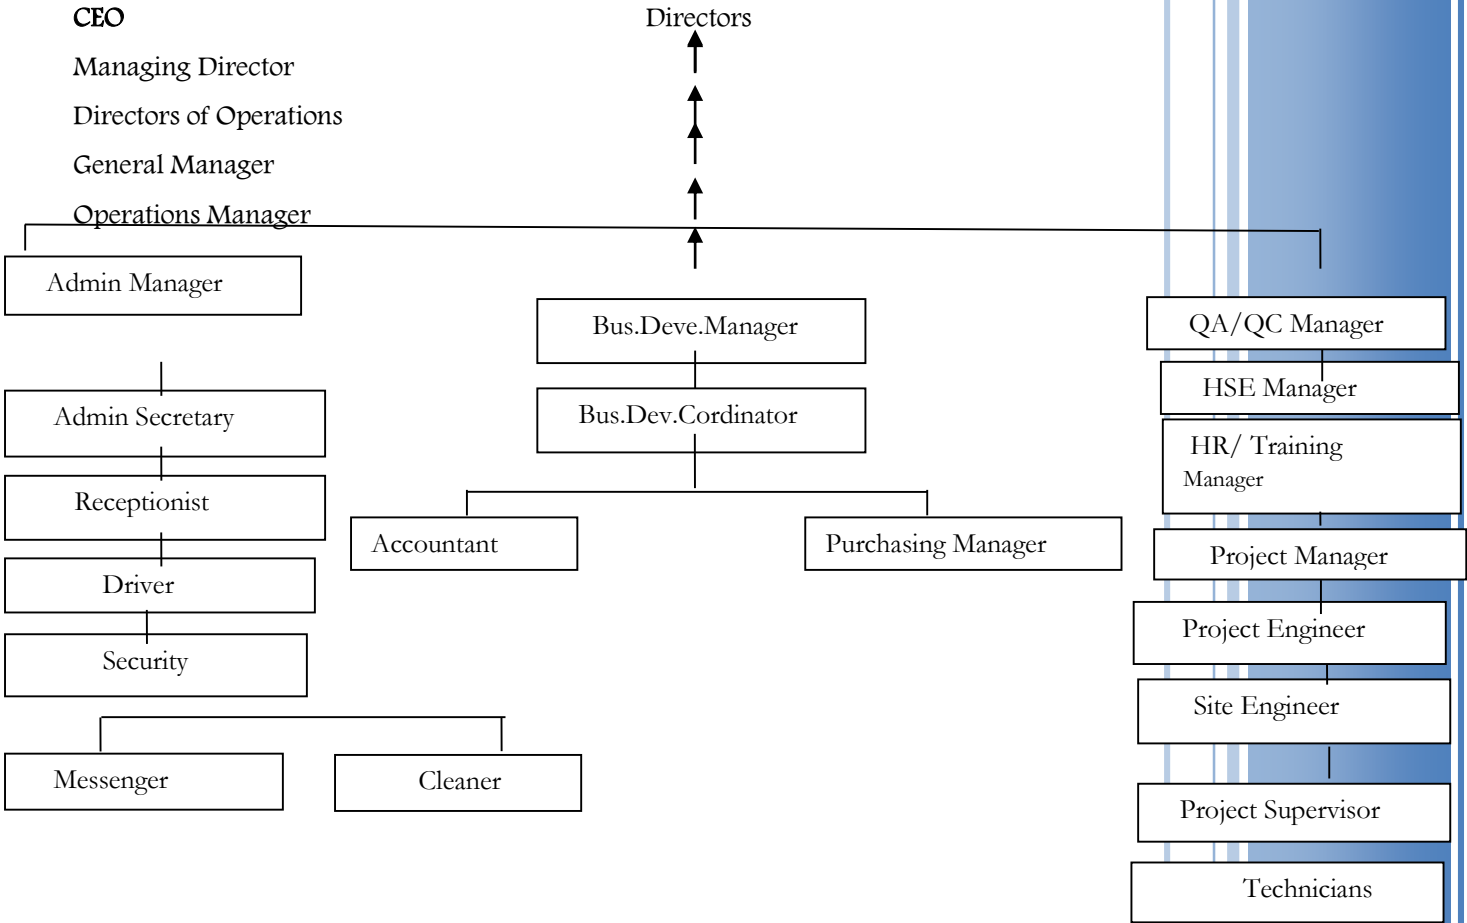 CEO
Directors
Managing Director
Directors of Operations
General Manager
Operations Manager
Admin Manager
Bus.Deve.Manager
QA/QC Manager
HSE Manager
Admin Secretary
Bus.Dev.Cordinator
HR/ Training
Manager
Receptionist
Accountant
Purchasing Manager
Project Manager
Driver
Project Engineer
Security
Site Engineer
Messenger
Cleaner
Project Supervisor
Technicians